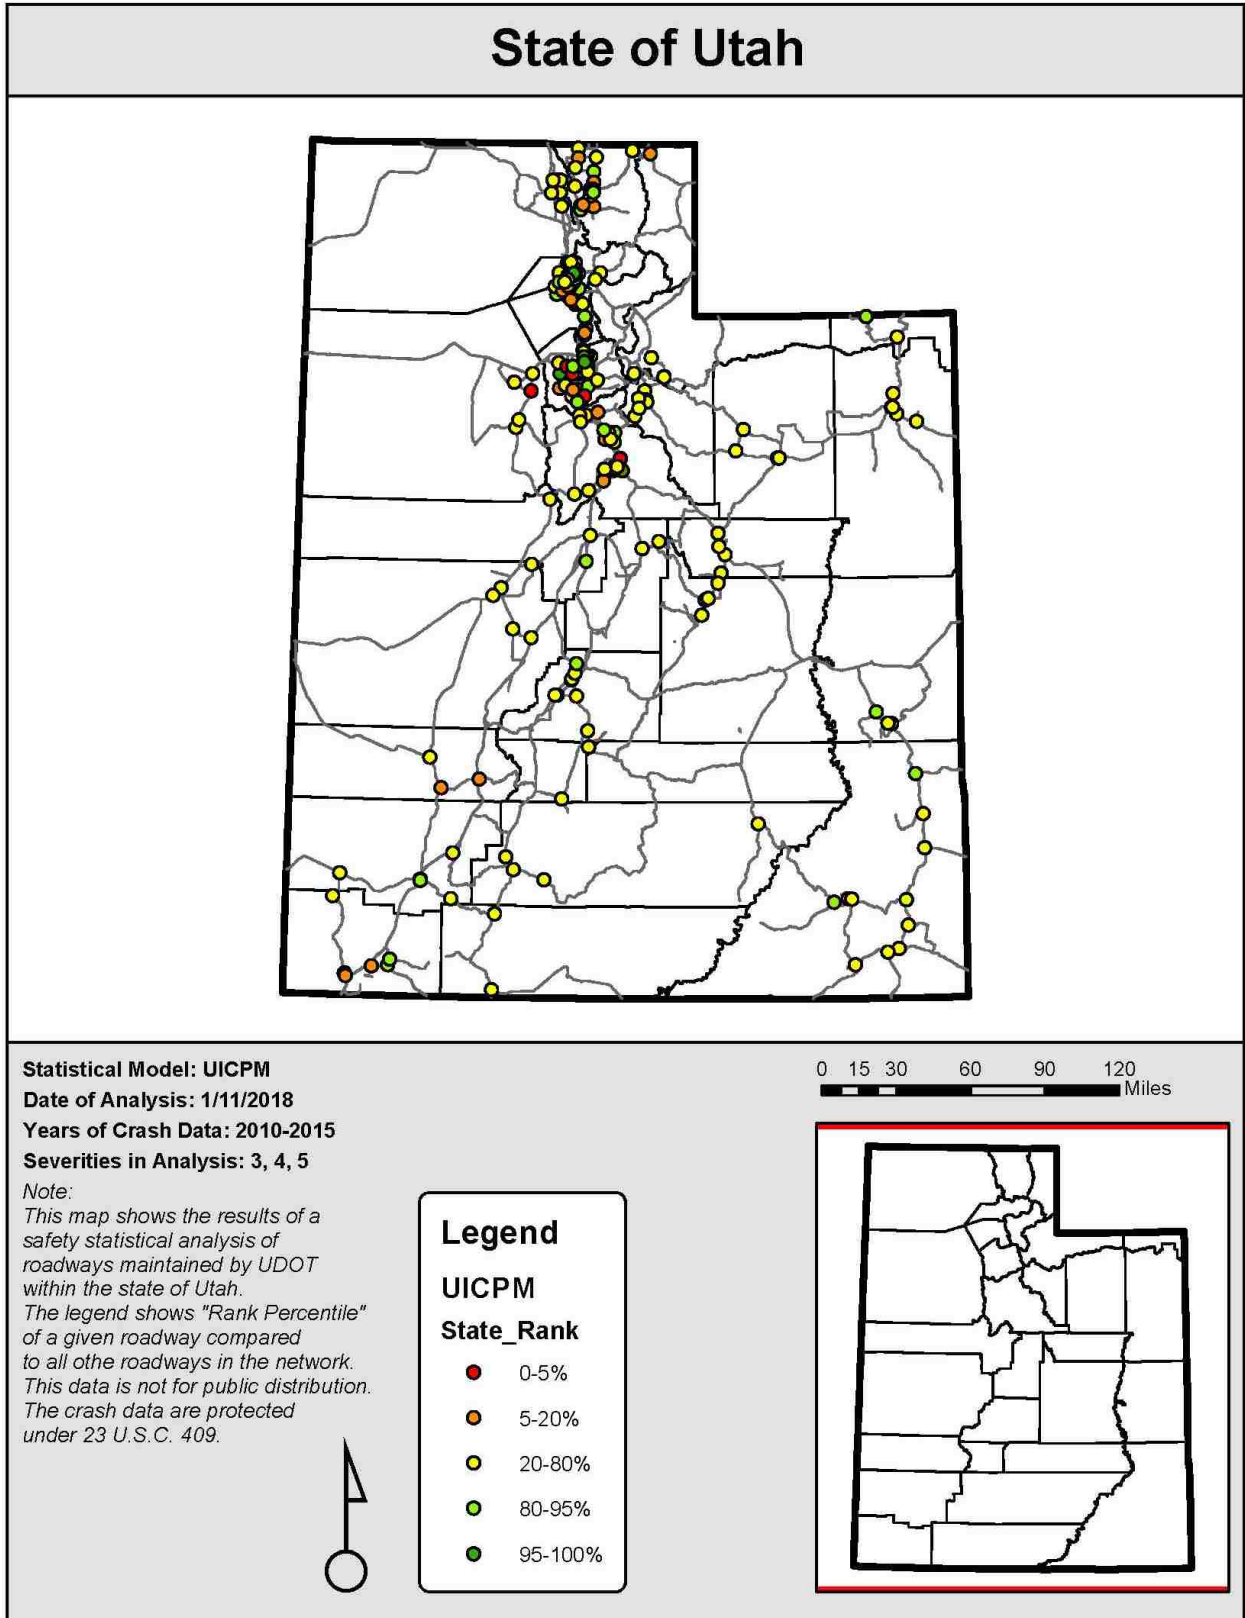 State of Utah
Statistical Model: UICPM
Date of Analysis: 1/11/2018
Years of Crash Data: 2010-2015
Severities in Analysis: 3, 4, 5
Note:
This map shows the results of a
safety statistical analysis of
roadways maintained by UDOT
within the state of Utah.
The legend shows "Rank Percentile"
of a given roadway compared
to all othe roadways in the network.
This data is not for public distribution.
The crash data are protected
under 23 U.S.C. 409.
Legend
UICPM
State_Rank
0-5%
5-20%
20-80%
80-95%
95-100%
0 15 30 60 90 120
Miles